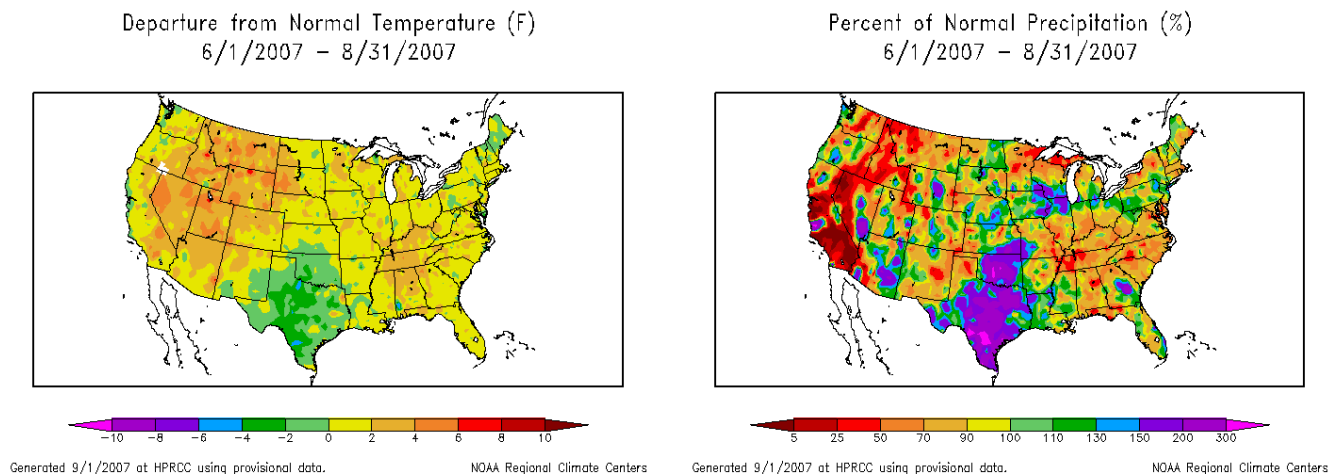 Departure from Normal Temperature (F)
6/1/2007 – 8/31/2007
-10 -8 -6 -4 -2 0 2 4 6 8 10
Generated 9/1/2007 at HPRCC using provisional data. NOAA Regional Climate Centers
Percent of Normal Precipitation (%)
6/1/2007 – 8/31/2007
5 25 50 70 90 100 110 130 150 200 300
Generated 9/1/2007 at HPRCC using provisional data. NOAA Regional Climate Centers